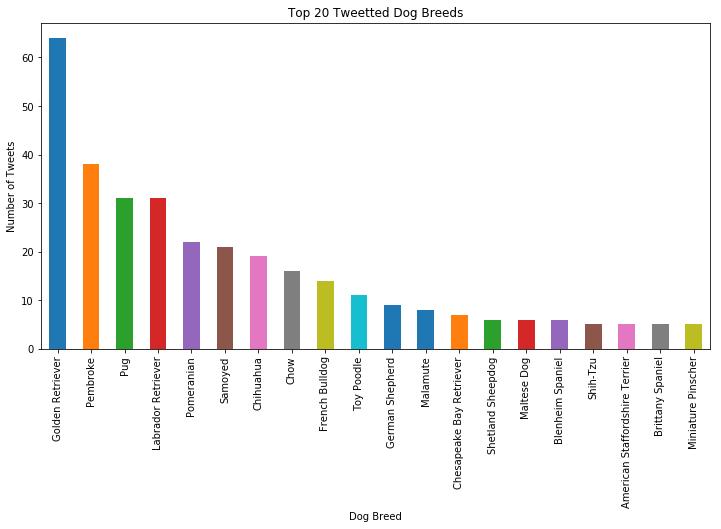 Top 20 Tweetted Dog Breeds
Number of Tweets
60
50
40
30
20
10
0
Golden Retriever
Pembroke
Pug
Labrador Retriever
Pomeranian
Samoyed
Chihuahua
Chow
French Bulldog
Toy Poodle
German Shepherd
Malamute
Chesapeake Bay Retriever
Shetland Sheepdog
Maltese Dog
Blenheim Spaniel
Shih-Tzu
American Staffordshire Terrier
Brittany Spaniel
Miniature Pinscher
Dog Breed